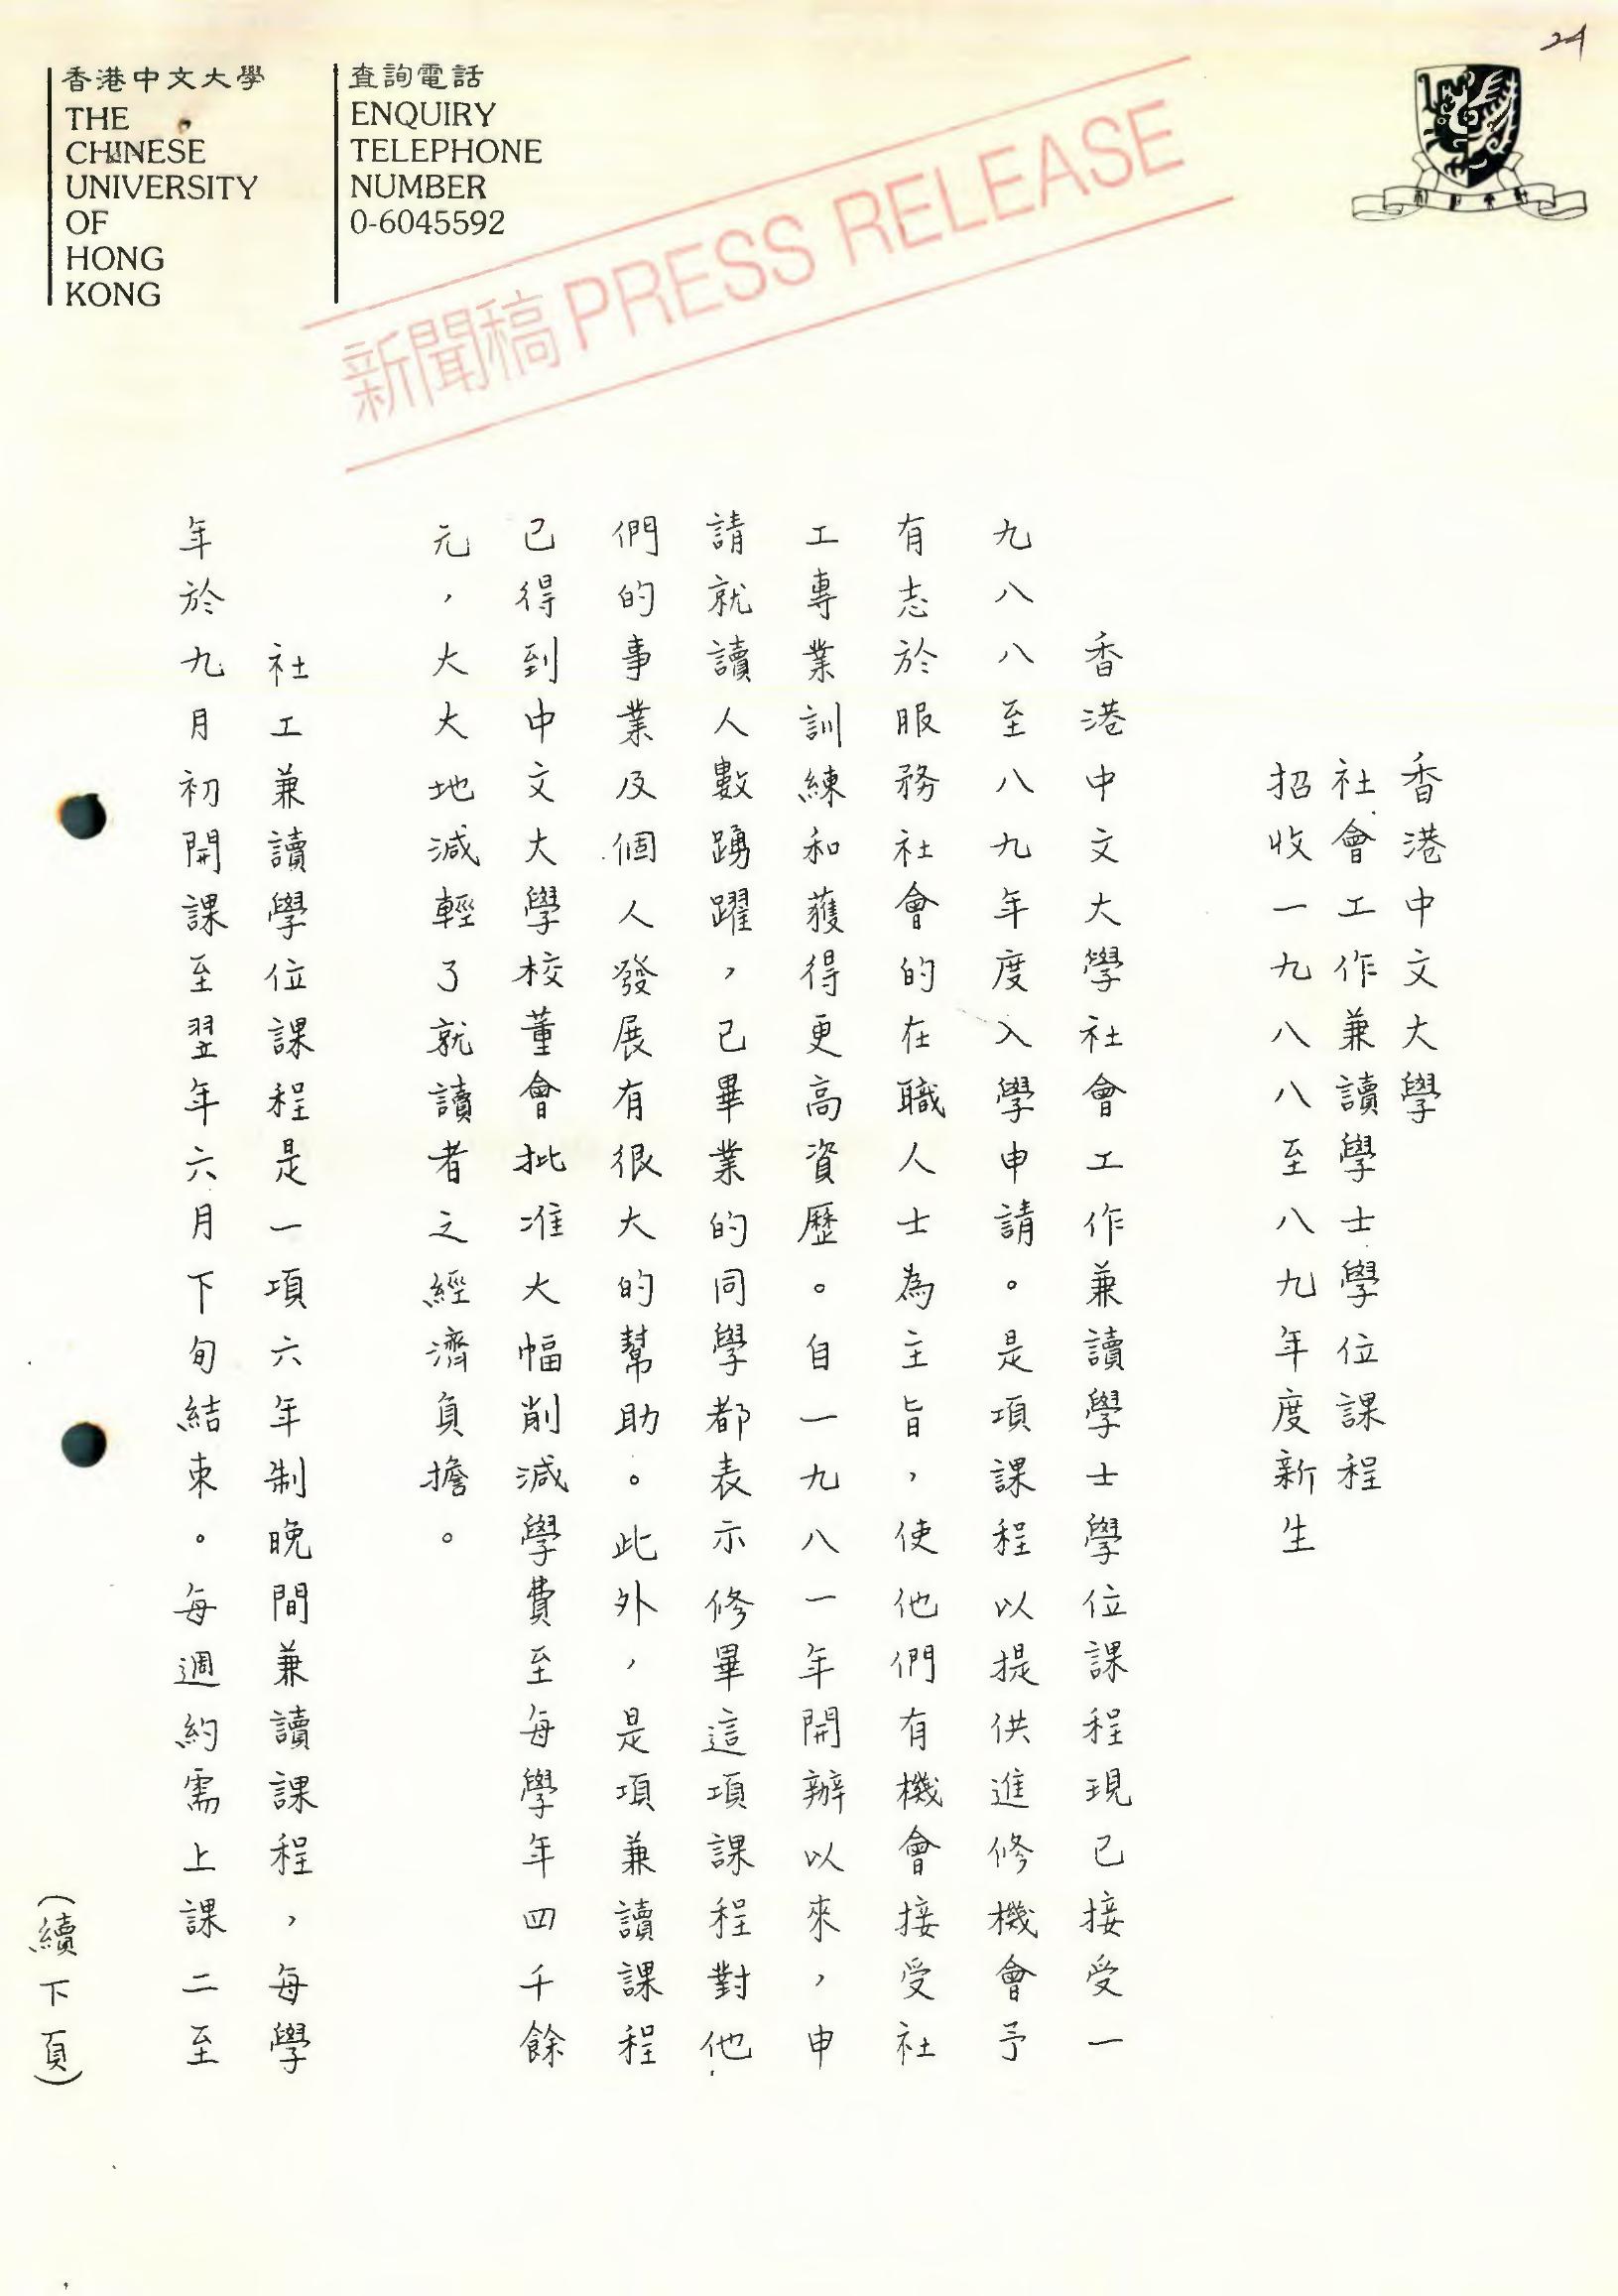 24
香港中文大學
THE
CHINESE
UNIVERSITY
OF
HONG
KONG
查詢電話
ENQUIRY
TELEPHONE
NUMBER
0-6045592
新聞稿 PRESS RELEASE
香港中文大學
社會工作兼讀學士學位課程
招收一九八八至八九年度新生
香港中文大學社會工作兼讀學士學位課程現已接受一
九八八至八九年度入學申請。是項課程以提供進修機會予
有志於服務社會的在職人士為主旨，使他們有機會接受社
工專業訓練和獲得更高資歷。自一九八一年開辦以來，申
請就讀人數踴躍，已畢業的同學都表示修畢這項課程對他
們的事業及個人發展有很大的幫助。此外，是項兼讀課程
已得到中文大學校董會批准大幅削減學費至每學年四千餘
元，大大地減輕了就讀者之經濟負擔。
社工兼讀學位課程是一項六年制晚間兼讀課程，每學
年於九月初開課至翌年六月下旬結束。每週約需上課二至
（續下頁）